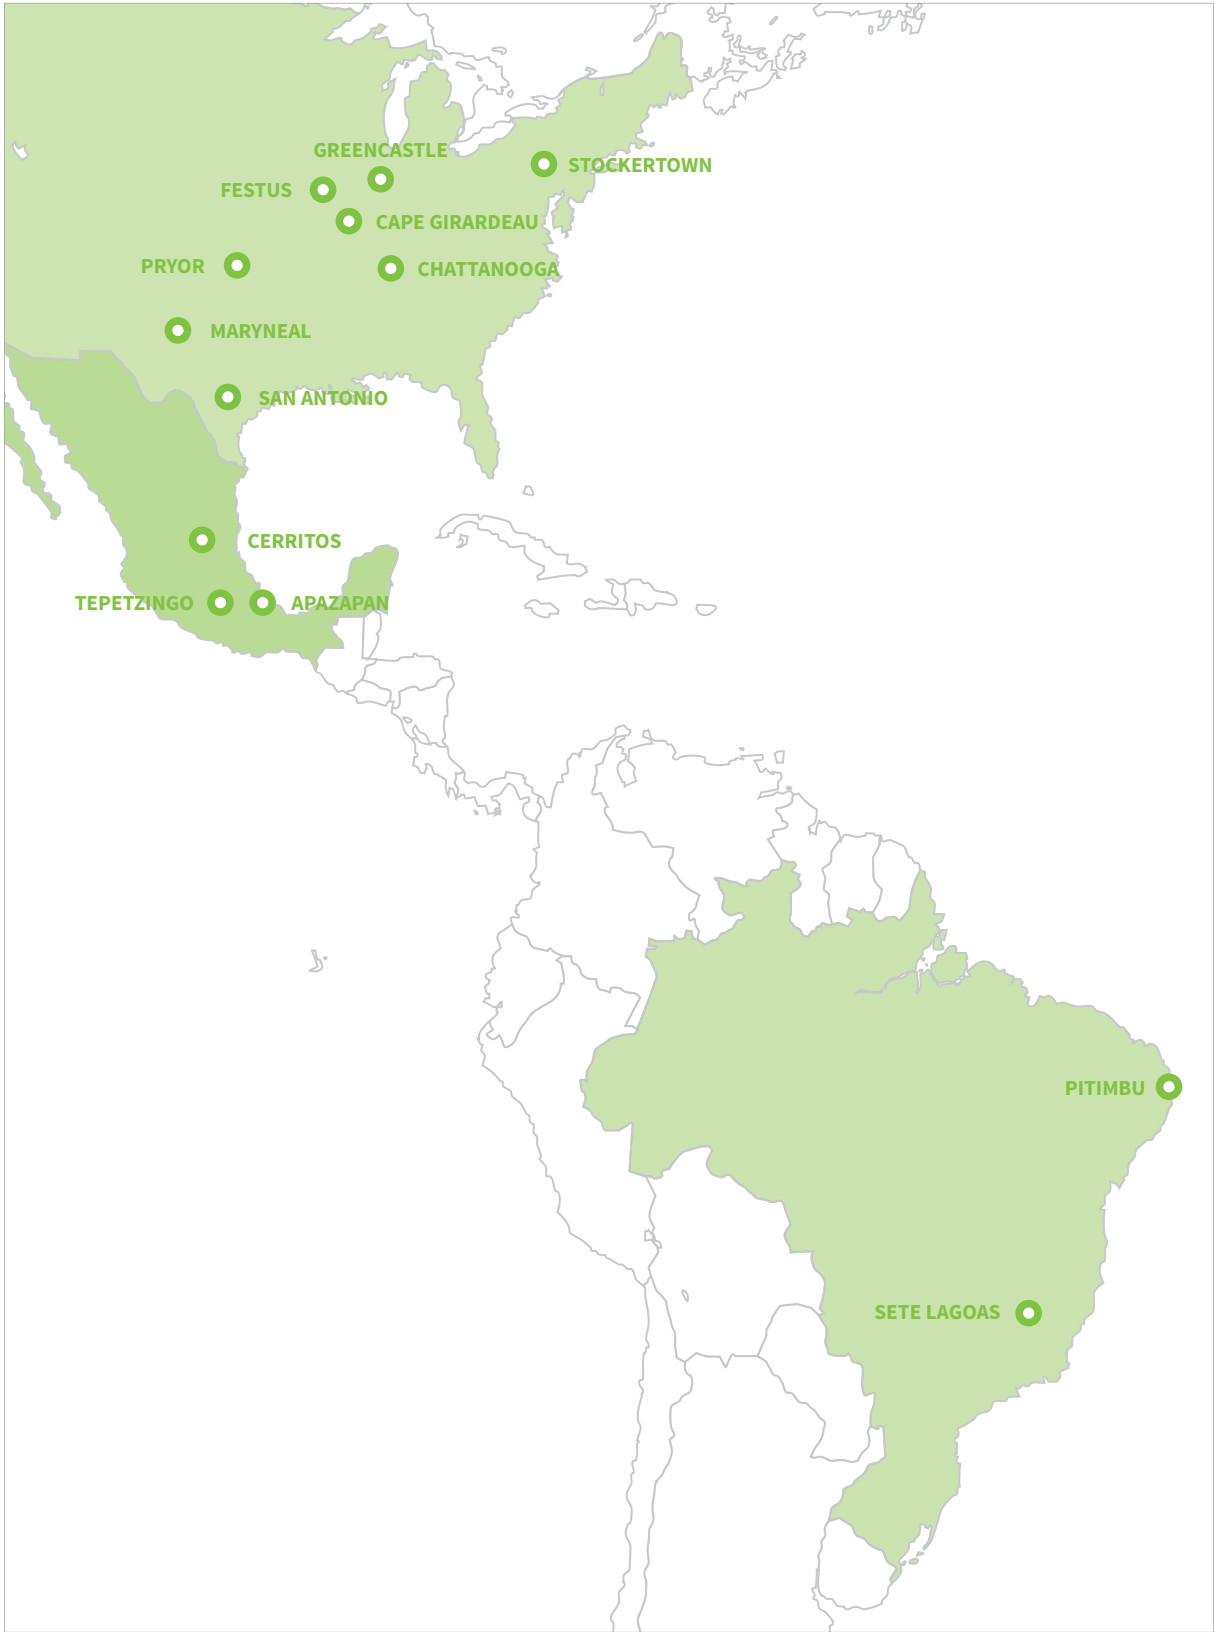 GREENCASTLE
STOCKERTOWN
FESTUS
CAPE GIRARDEAU
PRYOR
CHATTANOOGA
MARYNEAL
SAN ANTONIO
CERRITOS
TEPETZINGO
APAZAPAN
PITIMBU
SETE LAGOAS